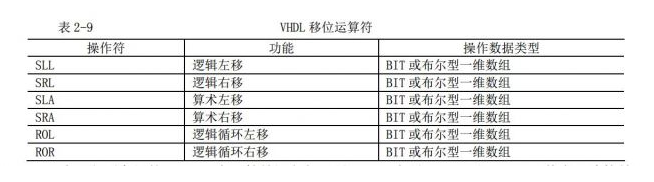 表 2-9 VHDL 移位运算符
操作符 功能 操作数据类型
SLL 逻辑左移 BIT 或布尔型一维数组
SRL 逻辑右移 BIT 或布尔型一维数组
SLA 算术左移 BIT 或布尔型一维数组
SRA 算术右移 BIT 或布尔型一维数组
ROL 逻辑循环左移 BIT 或布尔型一维数组
ROR 逻辑循环右移 BIT 或布尔型一维数组